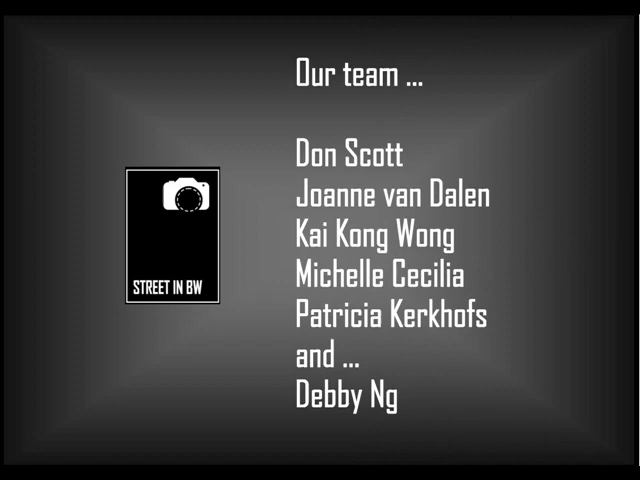 Our team ...
Don Scott
Joanne van Dalen
Kai Kong Wong
Michelle Cecilia
Patricia Kerkhofs
and ...
Debby Ng
STREET IN BW